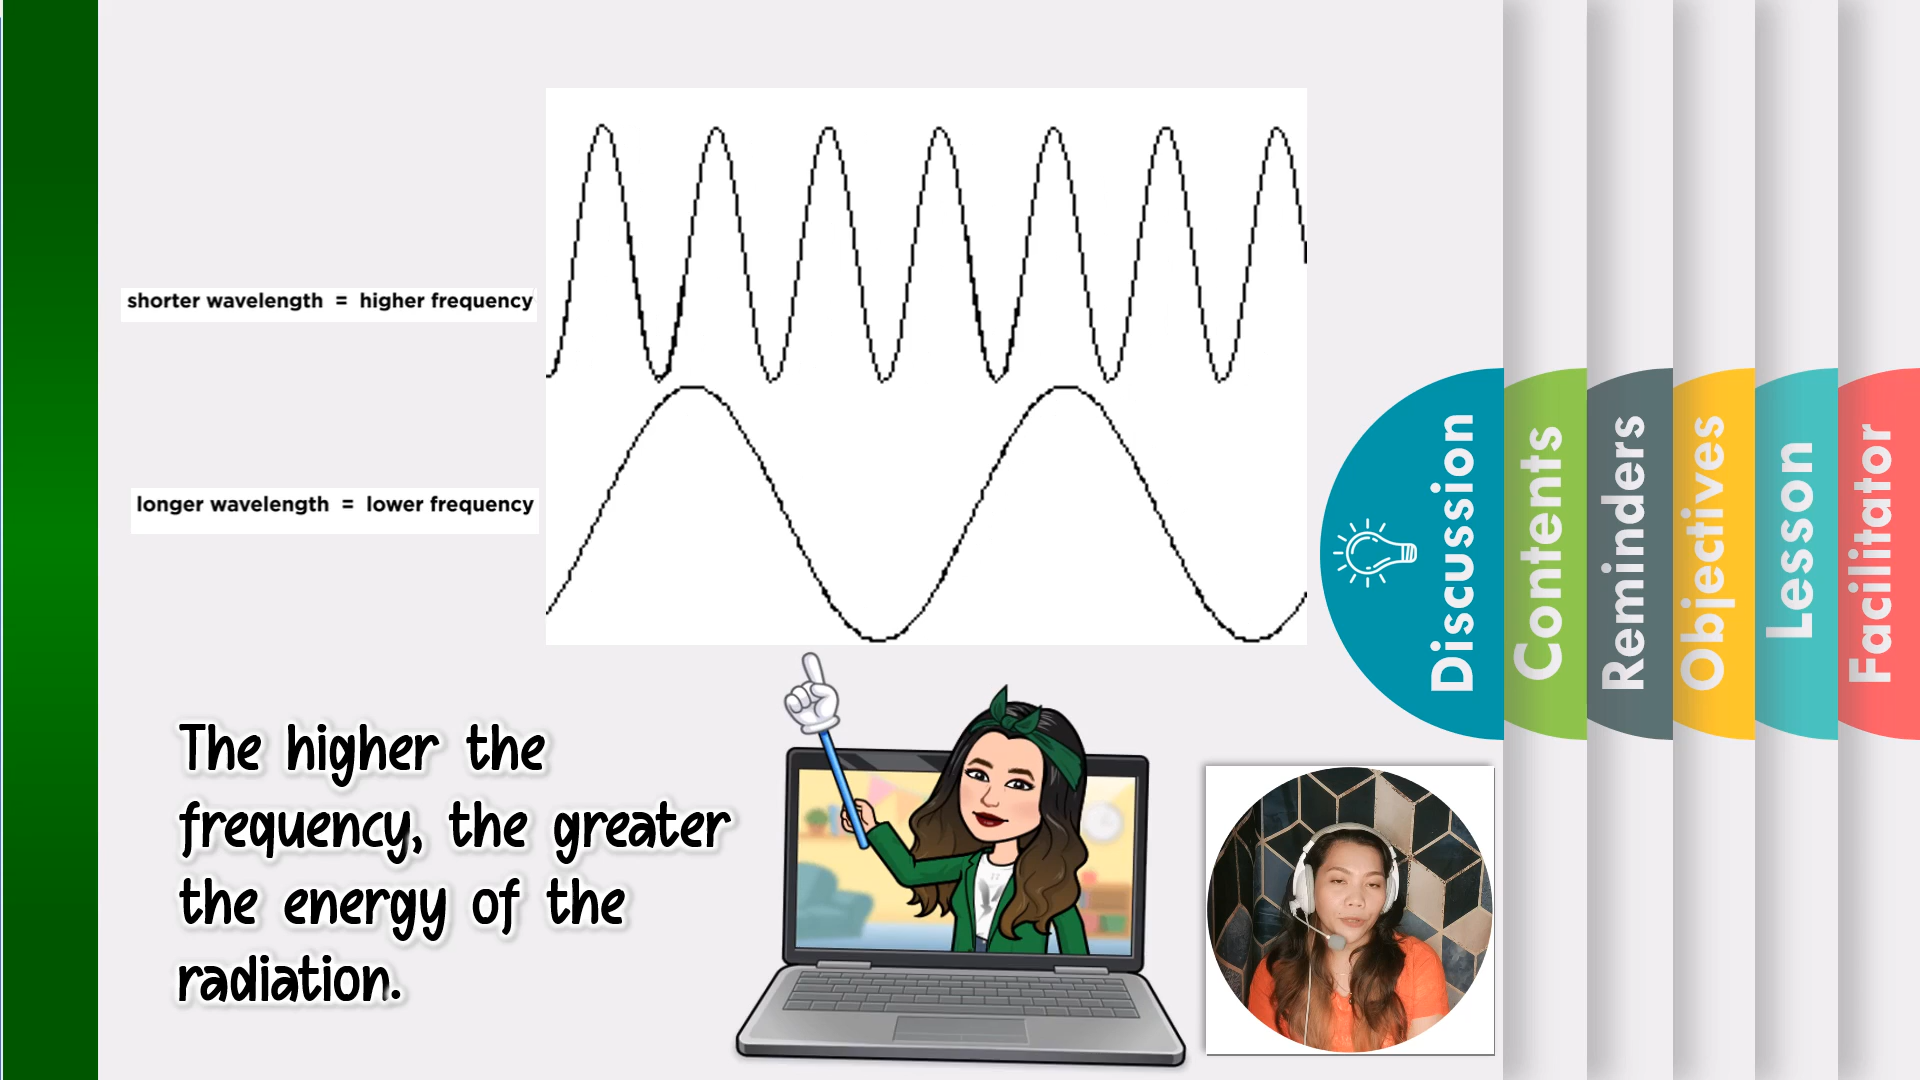 shorter wavelength = higher frequency
longer wavelength = lower frequency
The higher the
frequency, the greater
the energy of the
radiation.
Discussion
Contents
Reminders
Objectives
Lesson
Facilitator